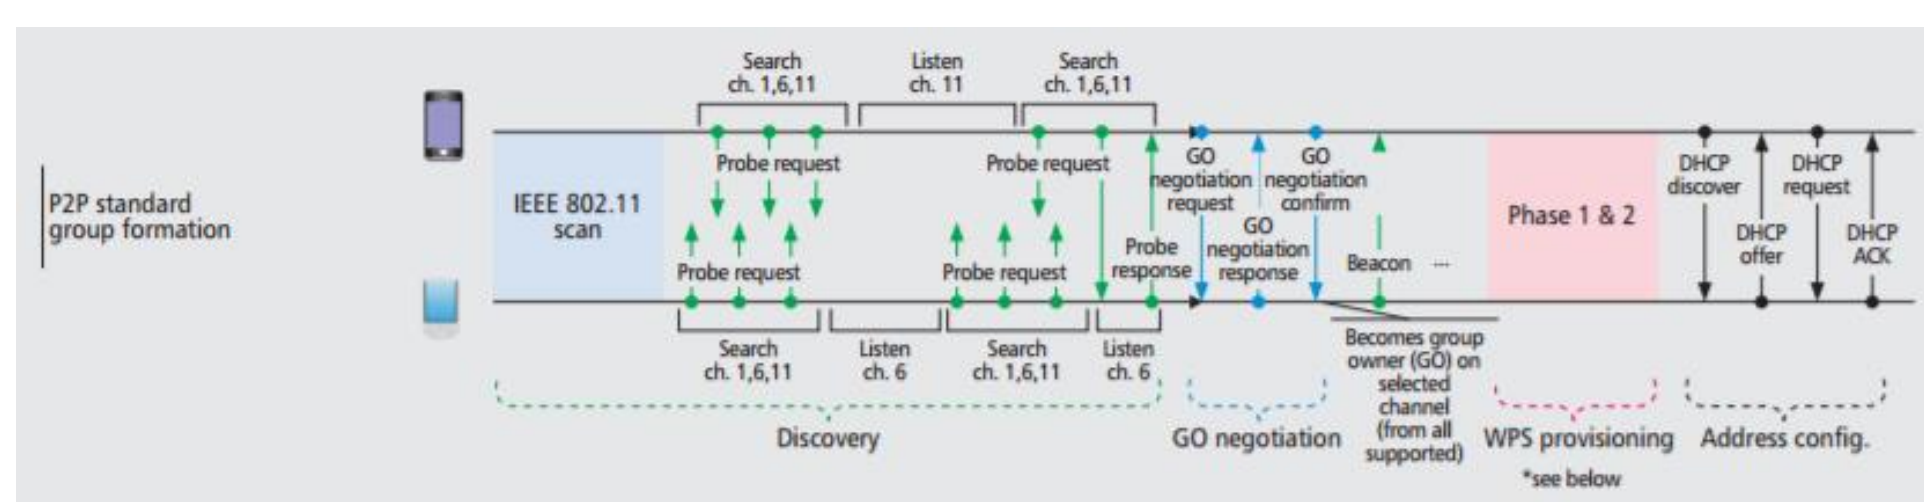 Search
ch. 1,6,11
Listen
ch. 11
Search
ch. 1,6,11
P2P standard
group formation
IEEE 802.11
scan
Probe request
Probe request
Probe request
Probe request
Probe
response
GO
negotiation
request
GO
negotiation
response
GO
negotiation
confirm
Beacon ...
Phase 1 & 2
DHCP
discover
DHCP
offer
DHCP
request
DHCP
ACK
Search
ch. 1,6,11
Listen
ch. 6
Search
ch. 1,6,11
Listen
ch. 6
Becomes group
owner (GO) on
selected
channel
(from all
supported)
Discovery
GO negotiation
WPS provisioning
*see below
Address config.